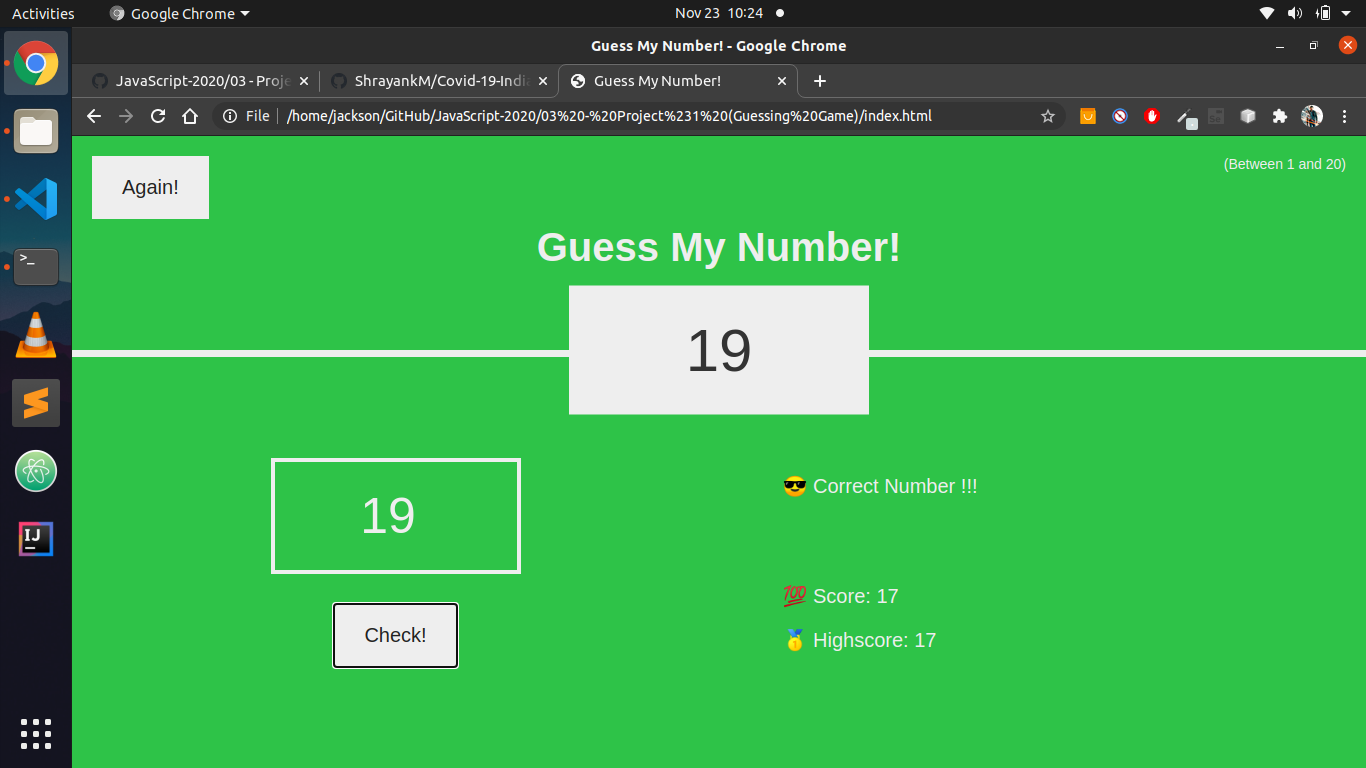 Activities
Google Chrome
Nov 23 10:24
Guess My Number! - Google Chrome
JavaScript-2020/03 - Proje
ShrayankM/Covid-19-India
Guess My Number!
File
/home/jackson/GitHub/JavaScript-2020/03%20-%20Project%231%20(Guessing%20Game)/index.html
Again!
(Between 1 and 20)
Guess My Number!
19
19
😎 Correct Number !!!
💯 Score: 17
Check!
🥇 Highscore: 17
>_
IJ